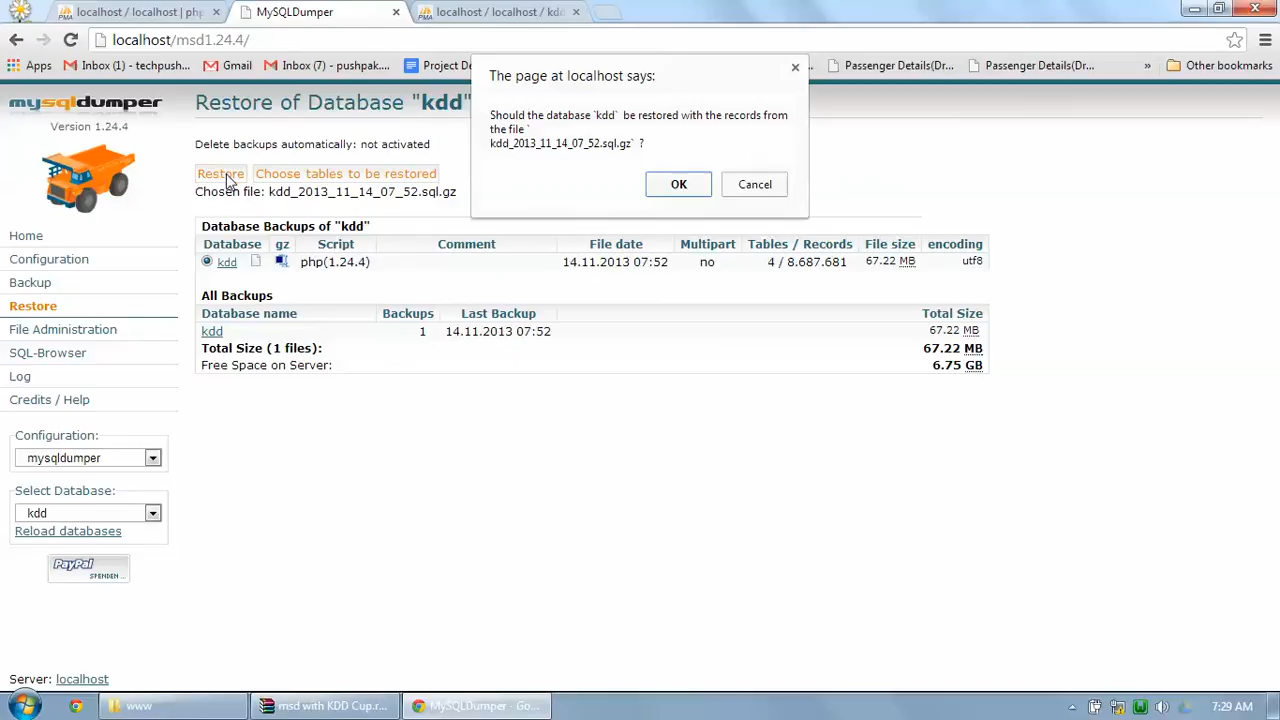 localhost / localhost | php
MySQLDumper
localhost / localhost / kdd
localhost/msd1.24.4/
Apps
Inbox (1) - techpush...
Gmail
Inbox (7) - pushpak...
Project De
Passenger Details(Dr...
Passenger Details(Dr...
»
Other bookmarks
The page at localhost says:
Should the database `kdd` be restored with the records from
the file `
kdd_2013_11_14_07_52.sql.gz` ?
OK
Cancel
mysqldumper
Version 1.24.4
Home
Configuration
Backup
Restore
File Administration
SQL-Browser
Log
Credits / Help
Configuration:
mysqldumper
Select Database:
kdd
Reload databases
PayPal
SPENDEN ...
Server: localhost
Restore of Database "kdd"
Delete backups automatically: not activated
Restore Choose tables to be restored
Chosen file: kdd_2013_11_14_07_52.sql.gz
Database Backups of "kdd"
Database gz Script Comment File date Multipart Tables / Records File size encoding
kdd php(1.24.4) 14.11.2013 07:52 no 4 / 8.687.681 67.22 MB utf8
All Backups
Database name Backups Last Backup Total Size
kdd 1 14.11.2013 07:52 67.22 MB
Total Size (1 files): 67.22 MB
Free Space on Server: 6.75 GB
www
msd with KDD Cup.r...
MySQLDumper - Go...
7:29 AM